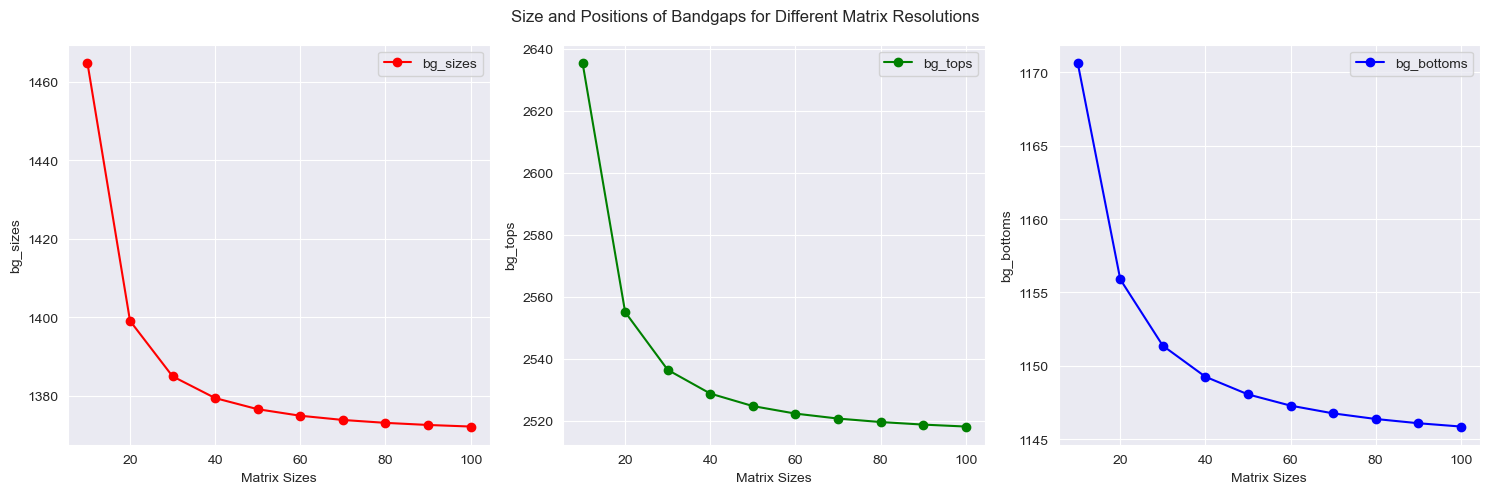 Size and Positions of Bandgaps for Different Matrix Resolutions
bg_sizes
1460
1440
1420
1400
1380
bg_sizes
20 40 60 80 100
Matrix Sizes
bg_tops
2640
2620
2600
2580
2560
2540
2520
bg_tops
20 40 60 80 100
Matrix Sizes
bg_bottoms
1170
1165
1160
1155
1150
1145
bg_bottoms
20 40 60 80 100
Matrix Sizes